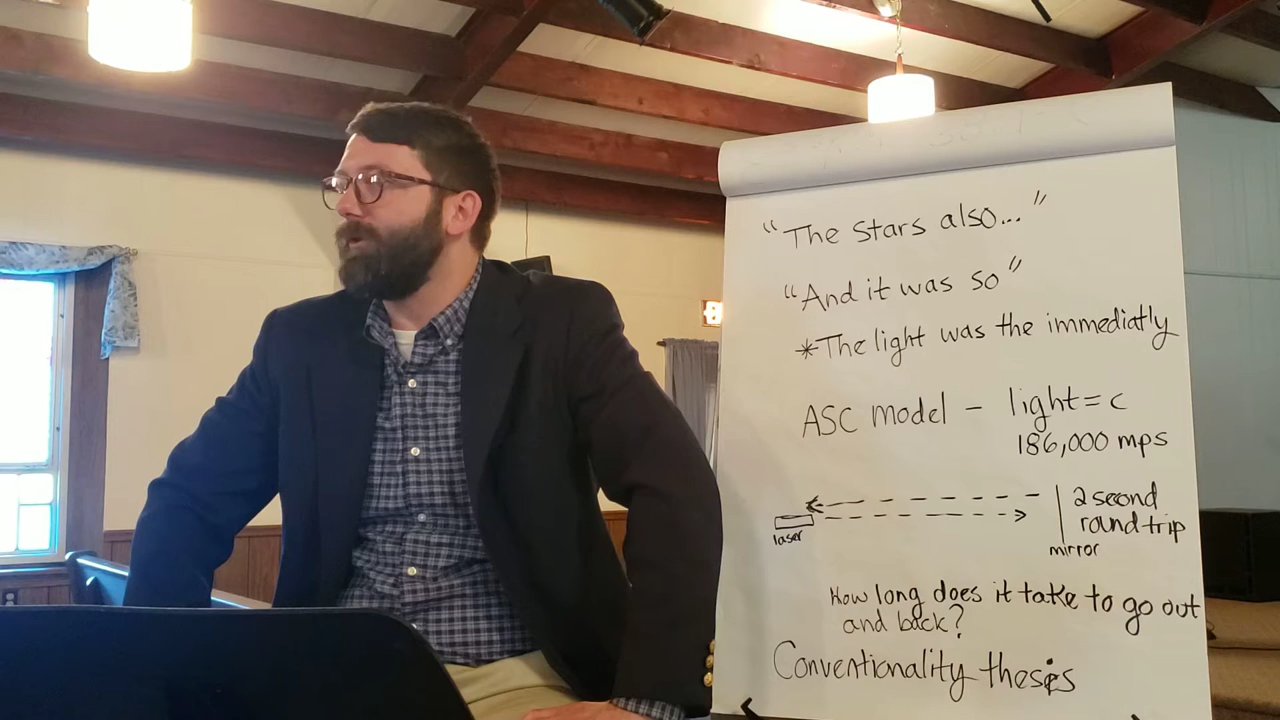 "The stars also..."
"And it was so"
*The light was the immediatly
ASC model - light = c
186,000 mps
2 second
round trip
laser
mirror
How long does it take to go out
and back?
Conventionality thesis